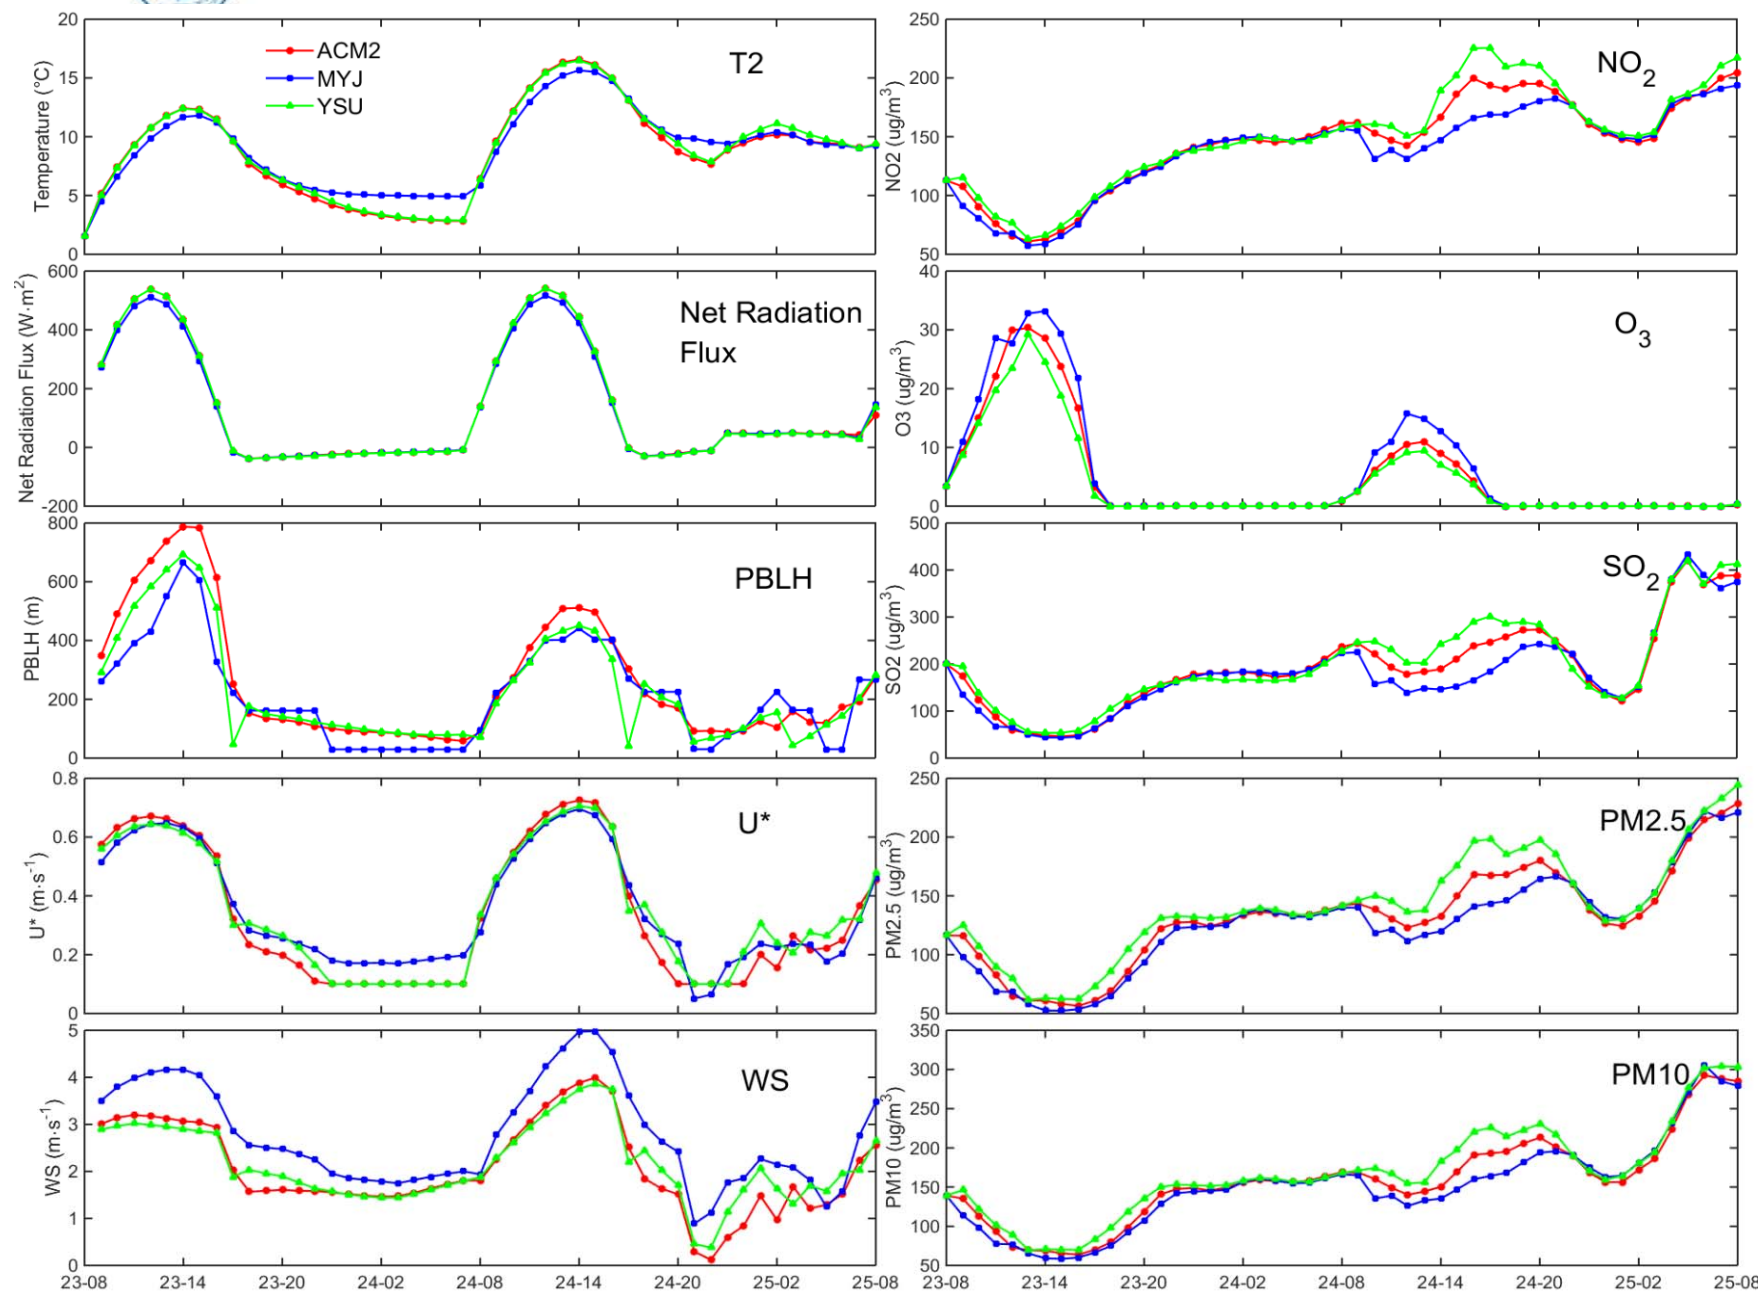 ACM2
MYJ
YSU
T2
Temperature (°C)
20
15
10
5
0
Net Radiation
Flux
Net Radiation Flux (W·m²)
600
400
200
0
-200
PBLH
PBLH (m)
800
600
400
200
0
U*
U* (m·s⁻¹)
0.8
0.6
0.4
0.2
0
WS
WS (m·s⁻¹)
5
4
3
2
1
0
23-08 23-14 23-20 24-02 24-08 24-14 24-20 25-02 25-08
NO₂
NO2 (ug/m³)
250
200
150
100
50
O₃
O3 (ug/m³)
40
30
20
10
0
SO₂
SO2 (ug/m³)
500
400
300
200
100
0
PM2.5
PM2.5 (ug/m³)
250
200
150
100
50
PM10
PM10 (ug/m³)
350
300
250
200
150
100
50
23-08 23-14 23-20 24-02 24-08 24-14 24-20 25-02 25-08